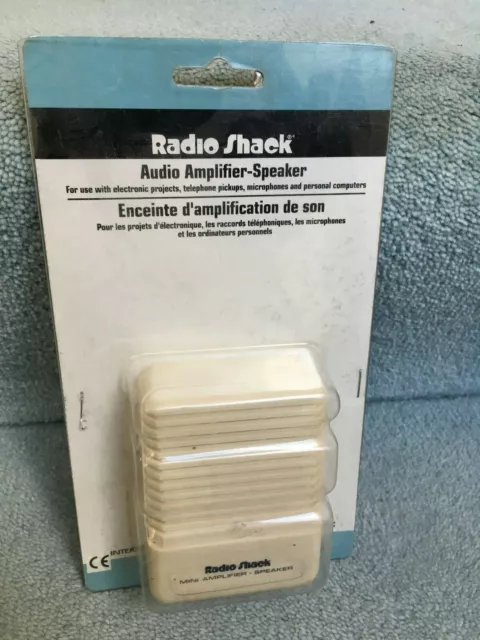 Radio Shack®
Audio Amplifier-Speaker
For use with electronic projects, telephone pickups, microphones and personal computers
Enceinte d'amplification de son
Pour les projets d'électronique, les raccords téléphoniques, les microphones
et les ordinateurs personnels
CE INTER
Radio Shack
MINI AMPLIFIER - SPEAKER